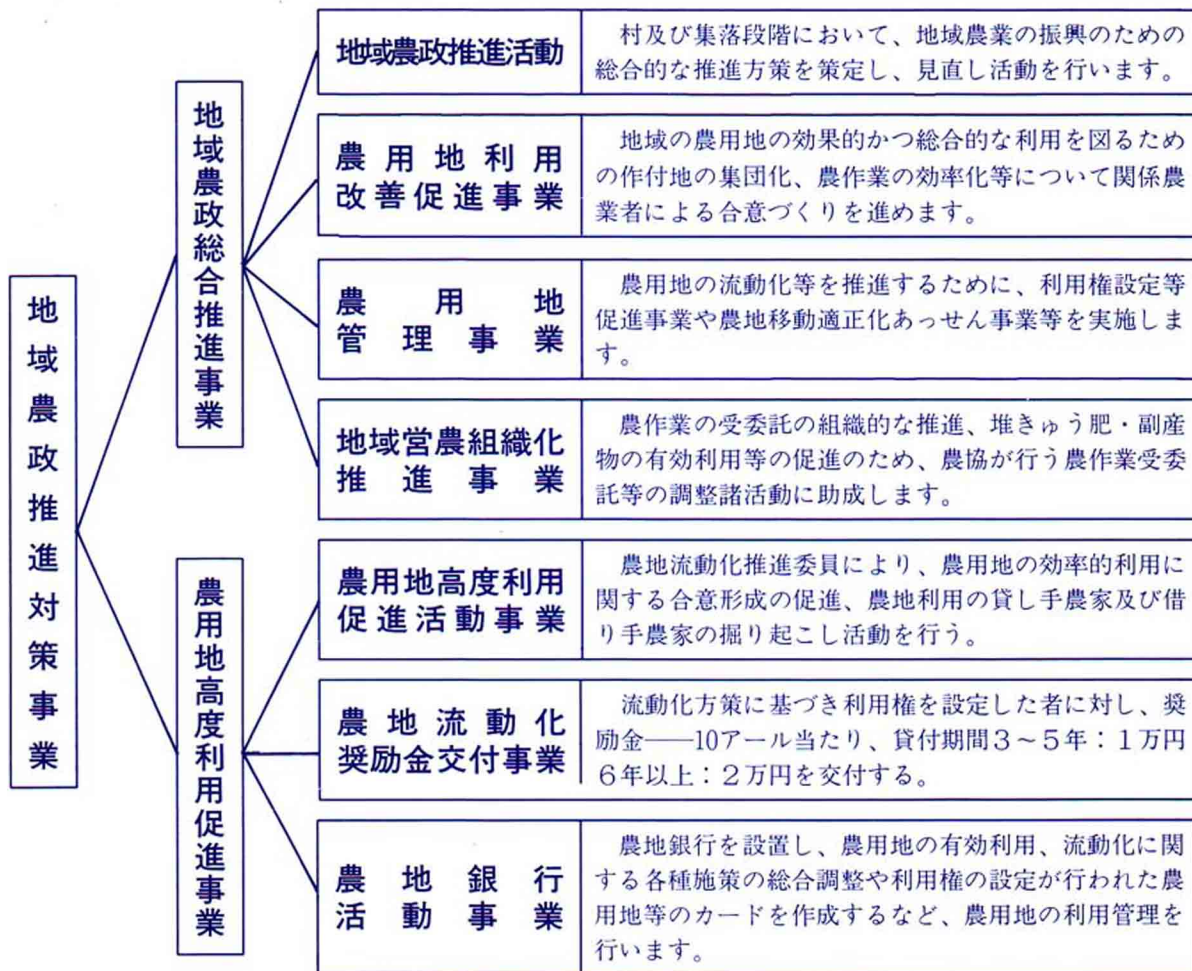 地域農政推進対策事業
地域農政総合推進事業
地域農政推進活動
村及び集落段階において、地域農業の振興のための
総合的な推進方策を策定し、見直し活動を行います。
農用地利用
改善促進事業
地域の農用地の効果的かつ総合的な利用を図るため
の作付地の集団化、農作業の効率化等について関係農
業者による合意づくりを進めます。
農用地
管理事業
農用地の流動化等を推進するために、利用権設定等
促進事業や農地移動適正化あっせん事業等を実施しま
す。
地域営農組織化
推進事業
農作業の受委託の組織的な推進、堆きゅう肥・副産
物の有効利用等の促進のため、農協が行う農作業受委
託等の調整諸活動に助成します。
農用地高度利用促進事業
農用地高度利用
促進活動事業
農地流動化推進委員により、農用地の効率的利用に
関する合意形成の促進、農地利用の貸し手農家及び借
り手農家の掘り起こし活動を行う。
農地流動化
奨励金交付事業
流動化方策に基づき利用権を設定した者に対し、奨
励金──10アール当たり、貸付期間3～5年：1万円
6年以上：2万円を交付する。
農地銀行
活動事業
農地銀行を設置し、農用地の有効利用、流動化に関
する各種施策の総合調整や利用権の設定が行われた農
用地等のカードを作成するなど、農用地の利用管理を
行います。